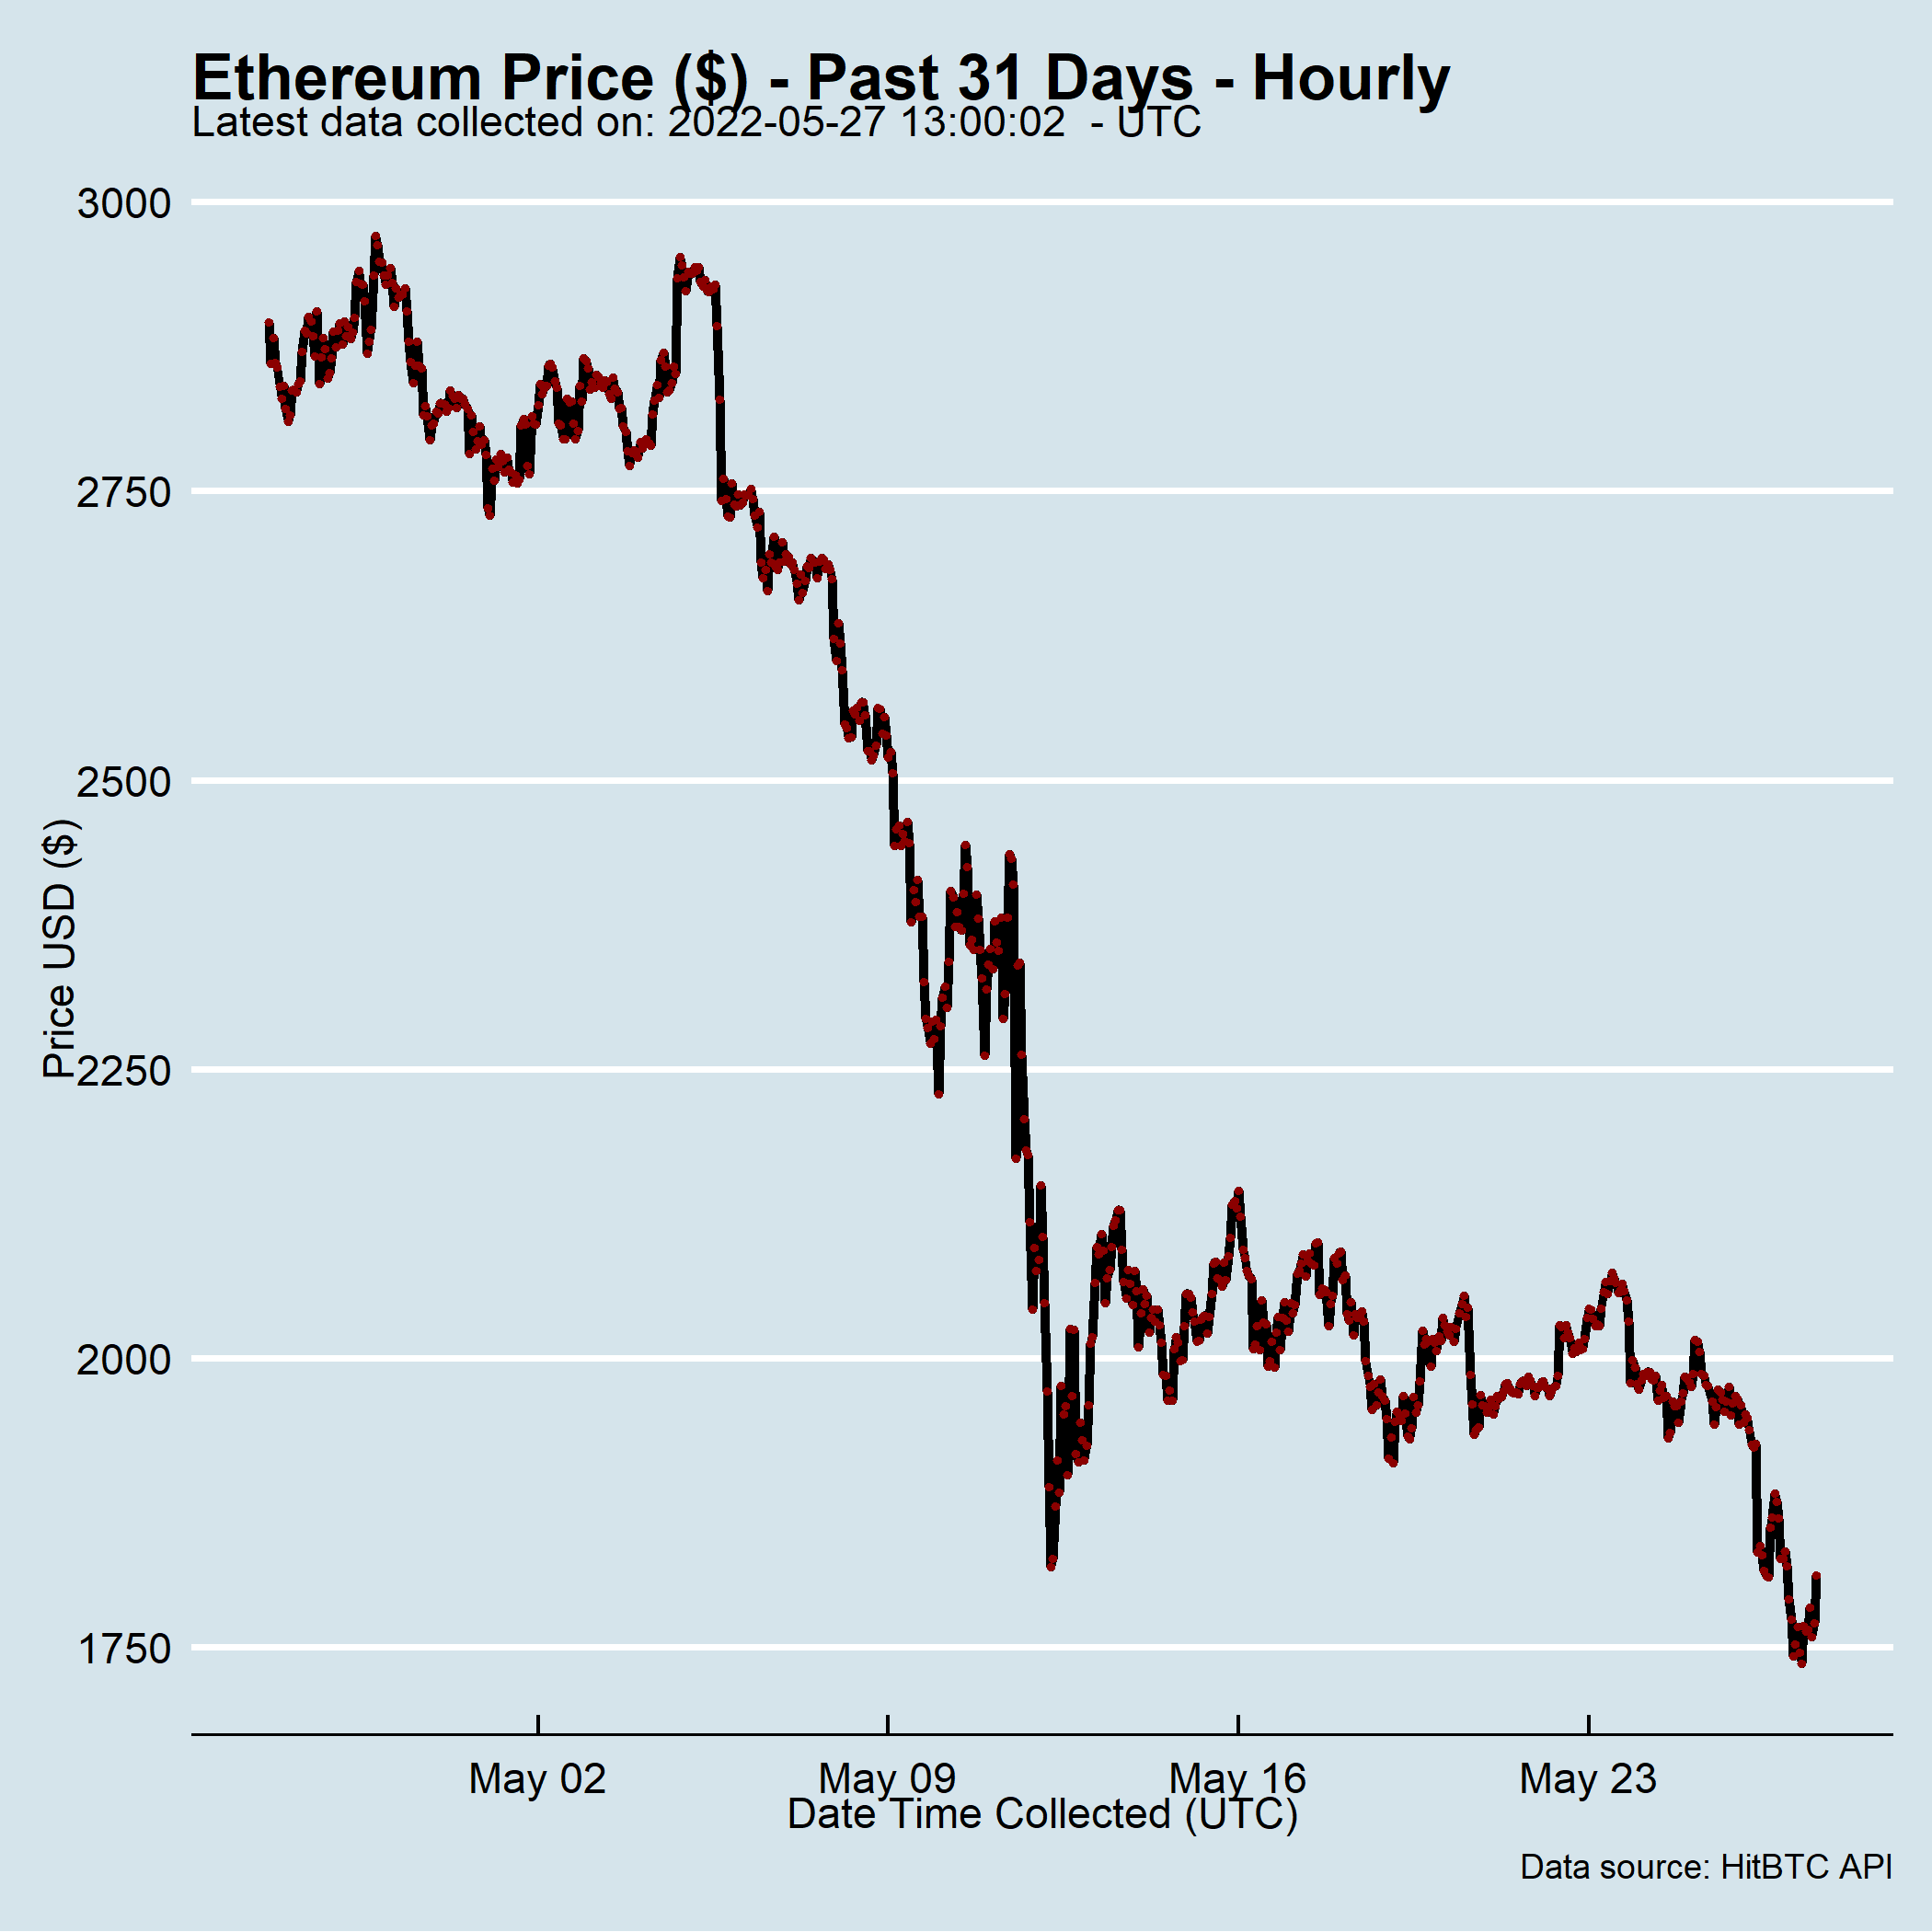 Ethereum Price ($) - Past 31 Days - Hourly
Latest data collected on: 2022-05-27 13:00:02  - UTC
3000
2750
2500
2250
2000
1750
Price USD ($)
May 02
May 09
May 16
May 23
Date Time Collected (UTC)
Data source: HitBTC API